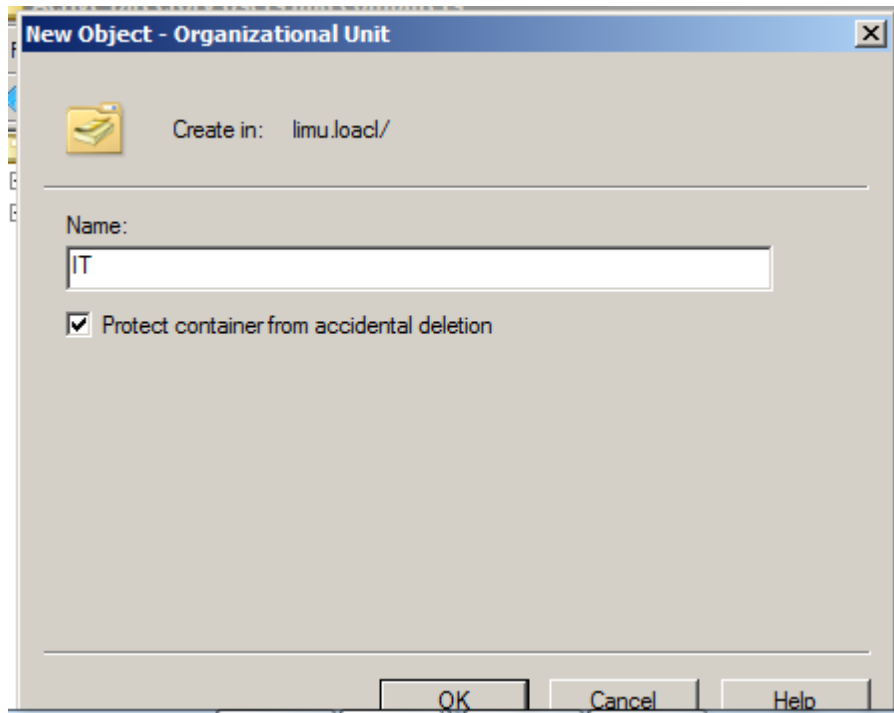 New Object - Organizational Unit
Create in: limu.loacl/
Name:
IT
Protect container from accidental deletion
OK Cancel Help